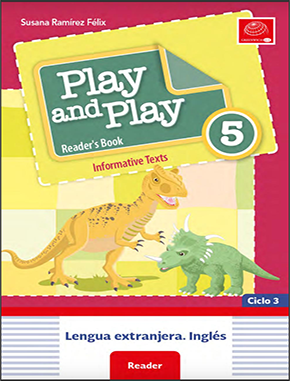 Susana Ramírez Félix
Play
and Play
Reader's Book
5
Informative Texts
Ciclo 3
Lengua extranjera. Inglés
Reader